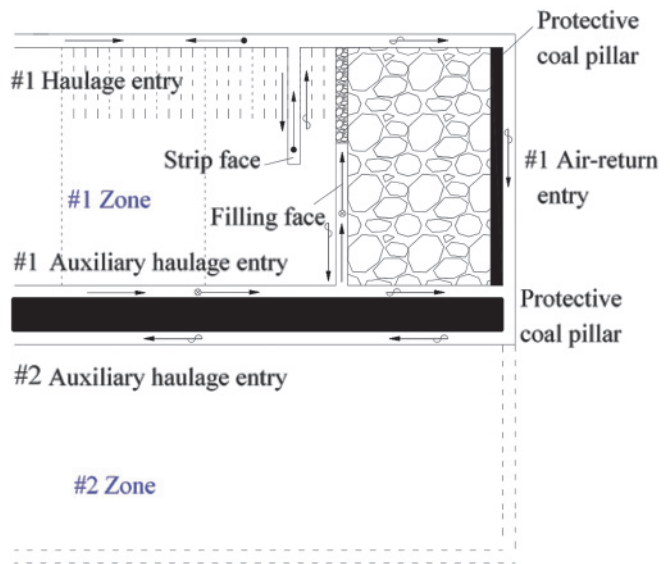 Protective
coal pillar
#1 Haulage entry
Strip face
#1 Air-return
entry
#1 Zone
Filling face
#1 Auxiliary haulage entry
Protective
coal pillar
#2 Auxiliary haulage entry
#2 Zone